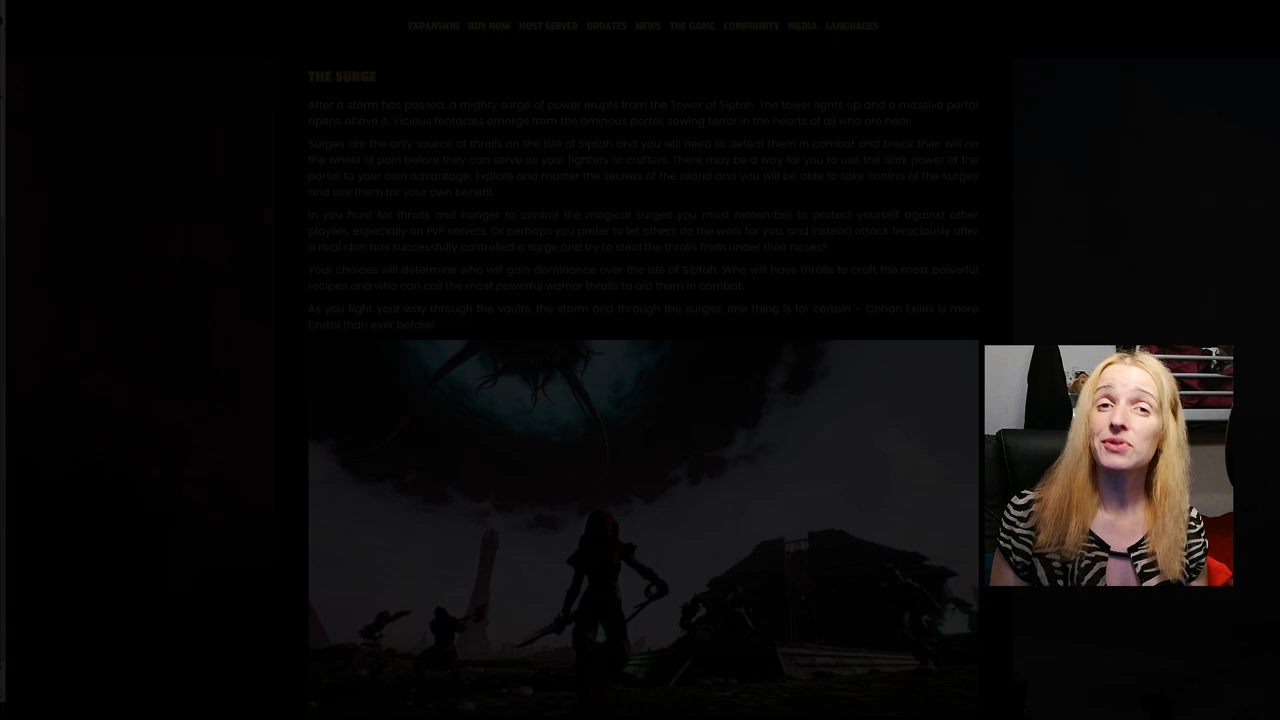 EXPANSION BUY NOW HOST SERVER UPDATES NEWS THE GAME COMMUNITY MEDIA LANGUAGES
THE SURGE
After a storm has passed, a mighty surge of power erupts from the Tower of Siptah. The tower lights up and a massive portal
opens above it. Vicious tentacles emerge from the ominous portal, sowing terror in the hearts of all who are near.
Surges are the only source of thralls on the Isle of Siptah and you will need to defeat them in combat and break their will on
the wheel of pain before they can serve as your fighters or crafters. There may be a way for you to use the dark power of the
portal to your own advantage. Explore and master the secrets of the island and you will be able to take control of the surges
and use them for your own benefit.
In you hunt for thralls and hunger to control the magical surges you must remember to protect yourself against other
players, especially on PvP servers. Or perhaps you prefer to let others do the work for you, and instead attack ferociously after
a rival clan has successfully controlled a surge and try to steal the thralls from under their noses?
Your choices will determine who will gain dominance over the Isle of Siptah. Who will have thralls to craft the most powerful
recipes and who can call the most powerful warrior thralls to aid them in combat.
As you fight your way through the vaults, the storm and through the surges, one thing is for certain – Conan Exiles is more
brutal than ever before!